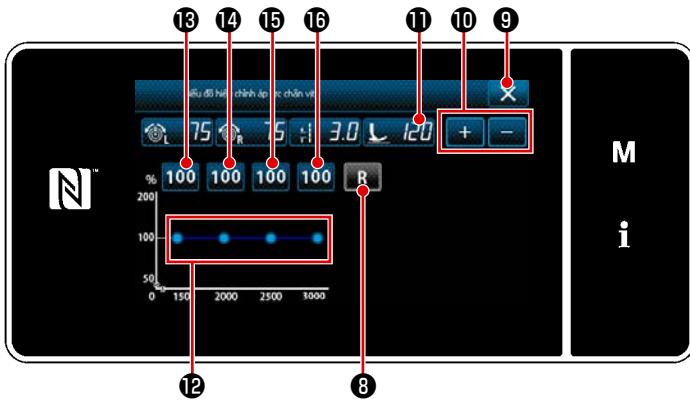 ⓭ ⓮ ⓯ ⓰ ⓫ ❿ ❾
đồ hiệu chỉnh áp lực chân vịt
L 75 R 75 3.0 120 + −
% 100 100 100 100 R
200
100
50
0 150 2000 2500 3000
M
i
⓬ ❽